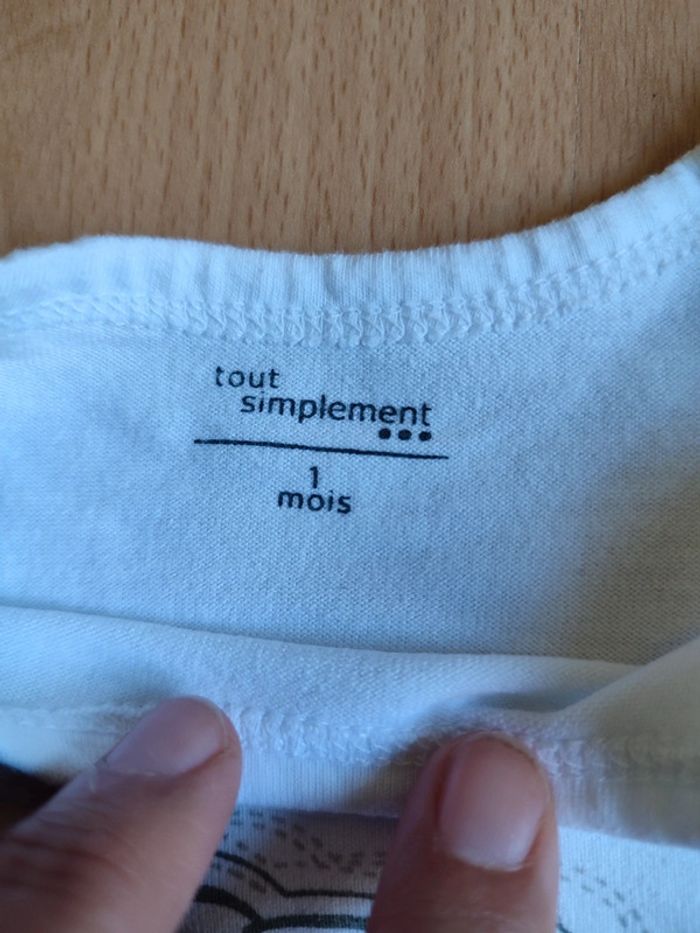 tout
simplement
...
1
mois